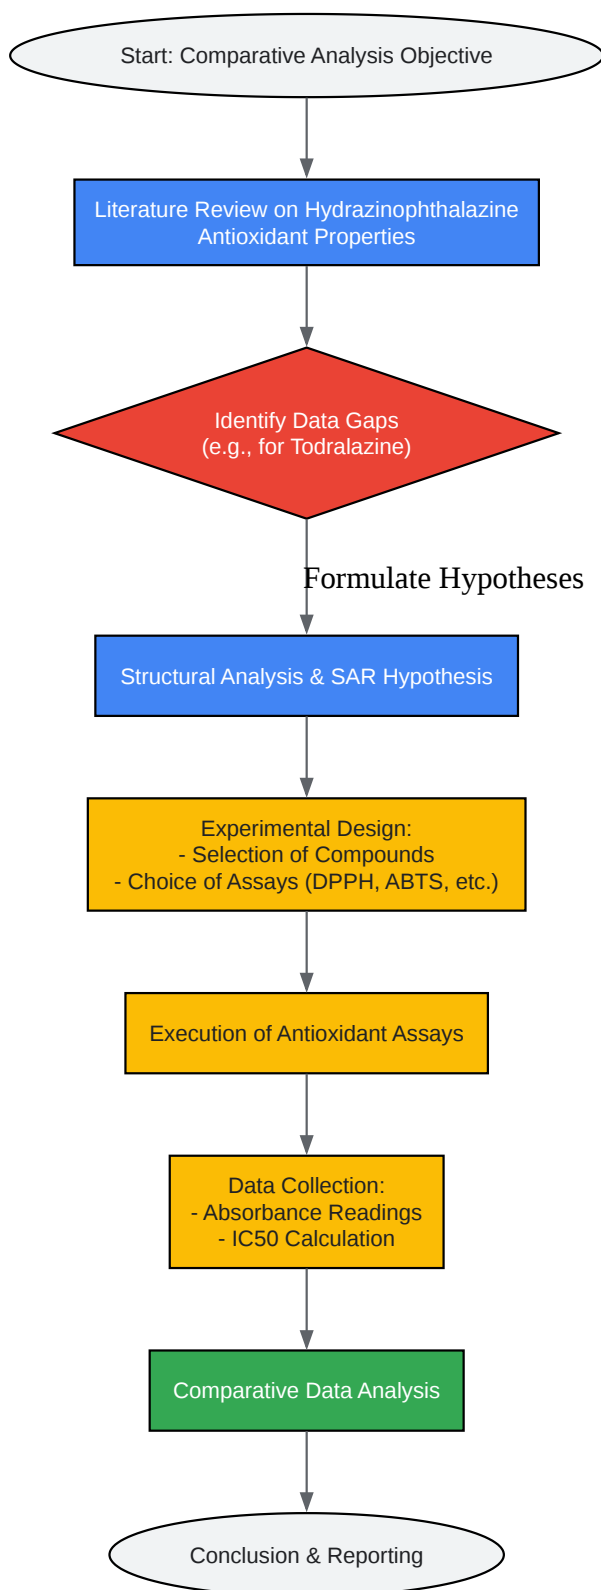 Start: Comparative Analysis Objective
Literature Review on Hydrazinophthalazine
Antioxidant Properties
Identify Data Gaps
(e.g., for Todralazine)
Formulate Hypotheses
Structural Analysis & SAR Hypothesis
Experimental Design:
- Selection of Compounds
- Choice of Assays (DPPH, ABTS, etc.)
Execution of Antioxidant Assays
Data Collection:
- Absorbance Readings
- IC50 Calculation
Comparative Data Analysis
Conclusion & Reporting